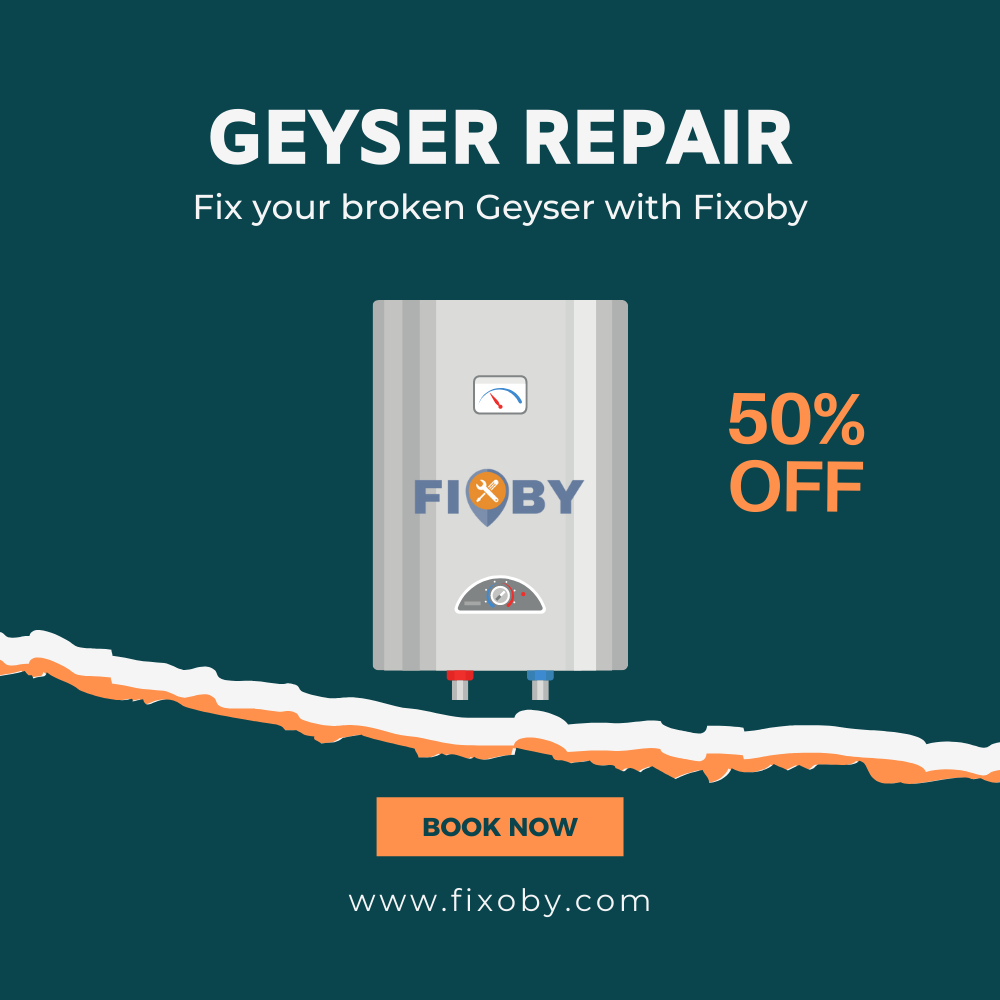 GEYSER REPAIR
Fix your broken Geyser with Fixoby
50%
OFF
FIXOBY
BOOK NOW
www.fixoby.com